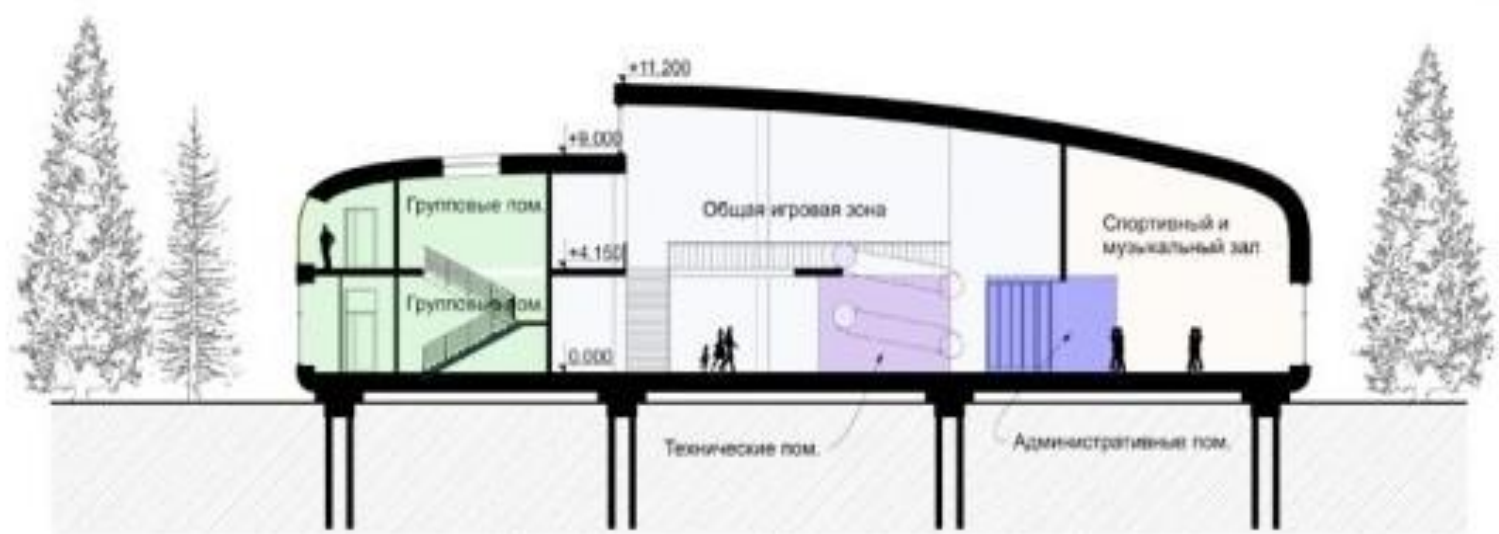 +11.200
+9.000
Групповые пом.
Общая игровая зона
Спортивный и
музыкальный зал
+4.150
Групповые пом.
0.000
Технические пом.
Административные пом.